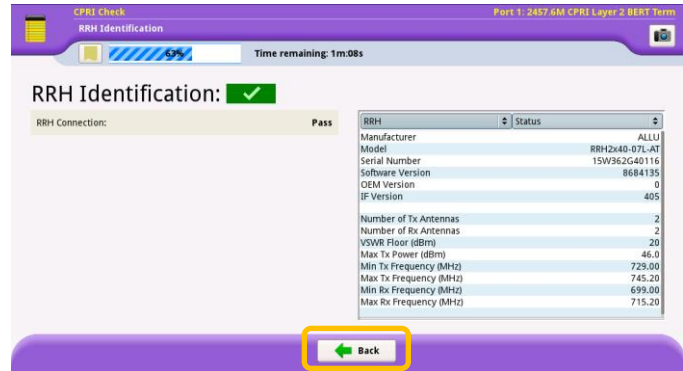 CPRI Check
Port 1: 2457.6M CPRI Layer 2 BERT Term
RRH Identification
63%
Time remaining: 1m:08s
RRH Identification:
RRH Connection: Pass
RRH Status
Manufacturer ALLU
Model RRH2x40-07L-AT
Serial Number 15W362G40116
Software Version 8684135
OEM Version 0
IF Version 405
Number of Tx Antennas 2
Number of Rx Antennas 2
VSWR Floor (dBm) 20
Max Tx Power (dBm) 46.0
Min Tx Frequency (MHz) 729.00
Max Tx Frequency (MHz) 745.20
Min Rx Frequency (MHz) 699.00
Max Rx Frequency (MHz) 715.20
Back